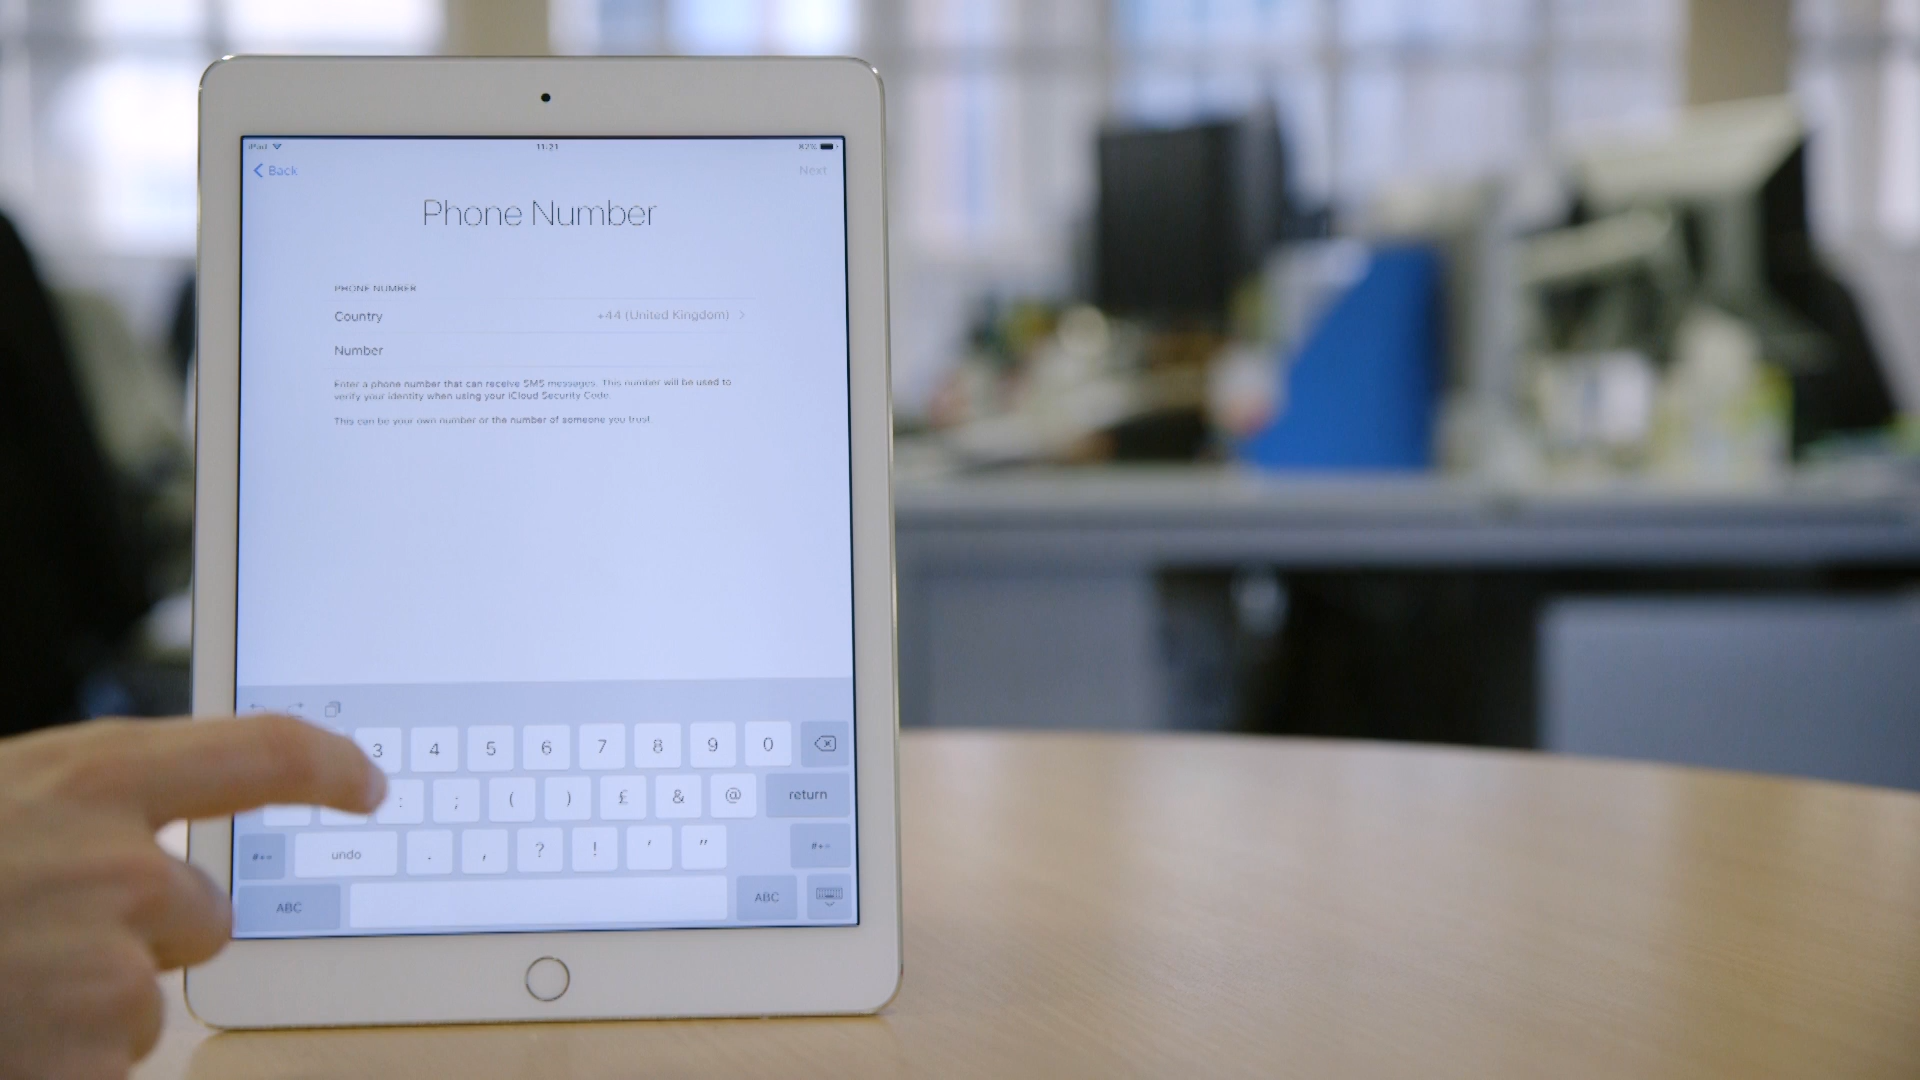 iPad 11:21 82%
Back Next
Phone Number
PHONE NUMBER
Country +44 (United Kingdom)
Number
Enter a phone number that can receive SMS messages. This number will be used to
verify your identity when using your iCloud Security Code.
This can be your own number or the number of someone you trust.
3 4 5 6 7 8 9 0
: ; ( ) £ & @ return
#+= undo . , ? ! ' " #+=
ABC ABC